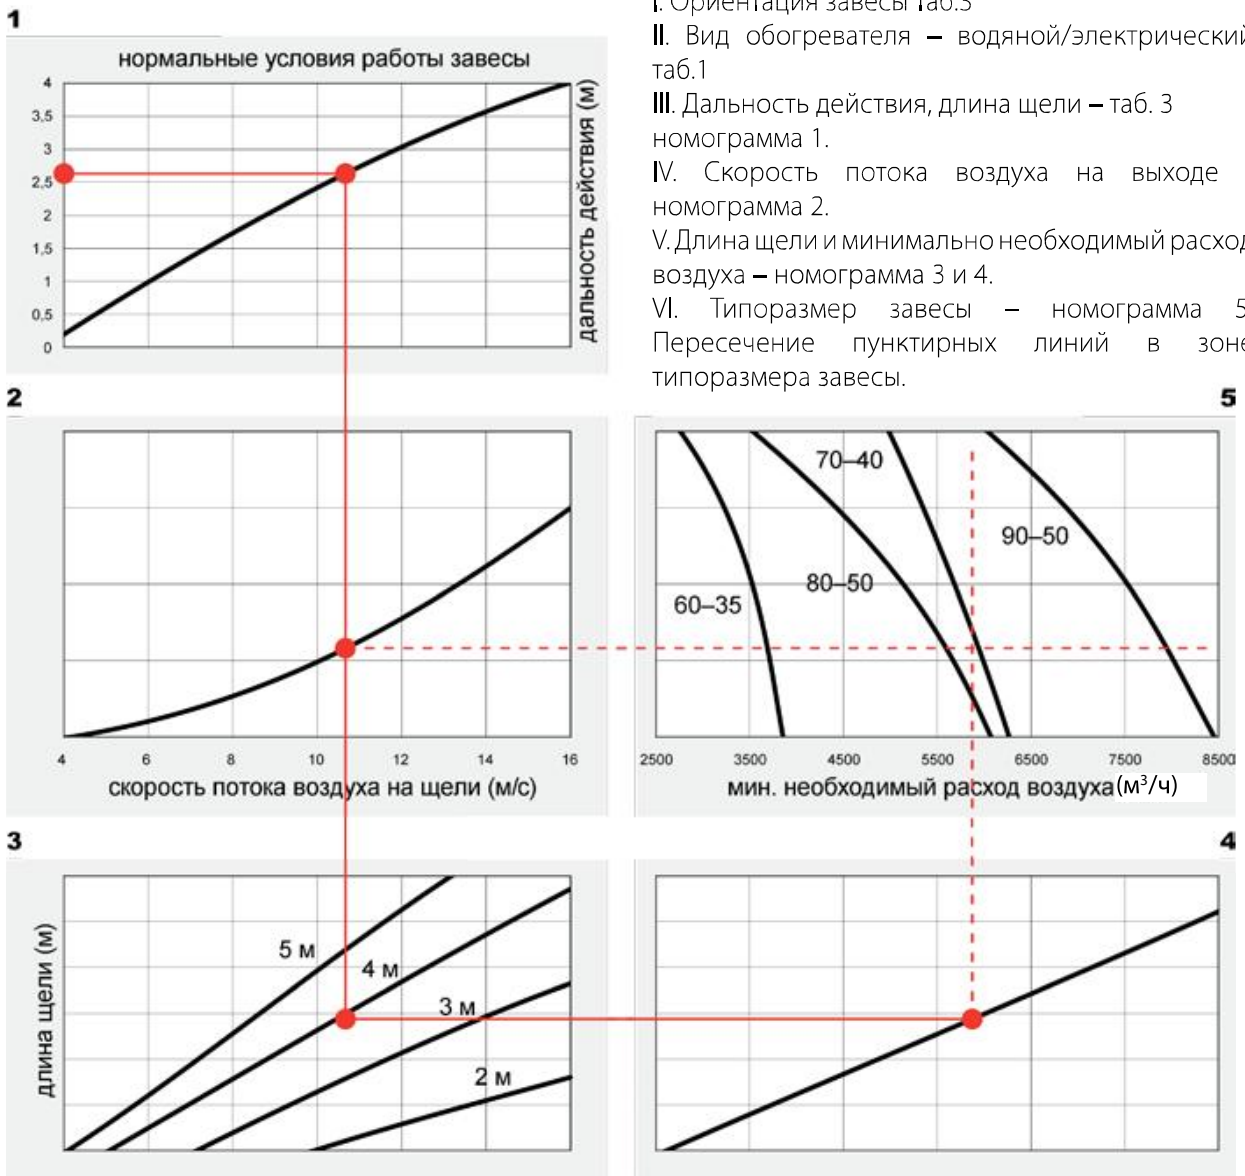 1
нормальные условия работы завесы
4
3,5
3
2,5
2
1,5
1
0,5
0
дальность действия (м)
I. Ориентация завесы таб.3
II. Вид обогревателя – водяной/электрический
таб.1
III. Дальность действия, длина щели – таб. 3
номограмма 1.
IV. Скорость потока воздуха на выходе
номограмма 2.
V. Длина щели и минимально необходимый расход
воздуха – номограмма 3 и 4.
VI. Типоразмер завесы – номограмма 5
Пересечение пунктирных линий в зоне
типоразмера завесы.
2
4 6 8 10 12 14 16
скорость потока воздуха на щели (м/с)
5
70–40
90–50
80–50
60–35
2500 3500 4500 5500 6500 7500 8500
мин. необходимый расход воздуха (м³/ч)
3
длина щели (м)
5 м
4 м
3 м
2 м
4